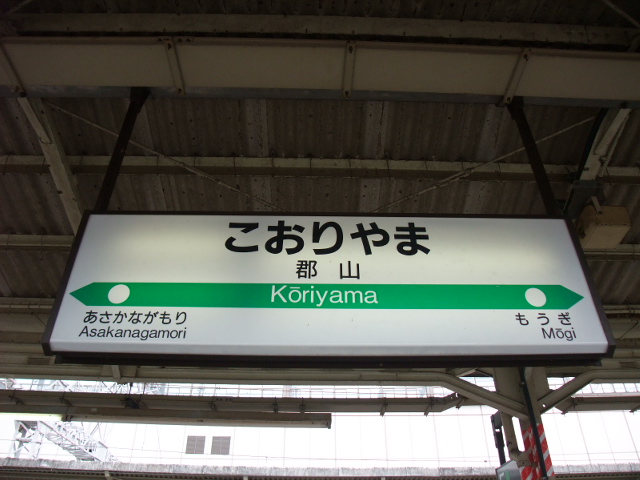 こおりやま
郡山
Kōriyama
あさかながもり
Asakanagamori
もうぎ
Mōgi